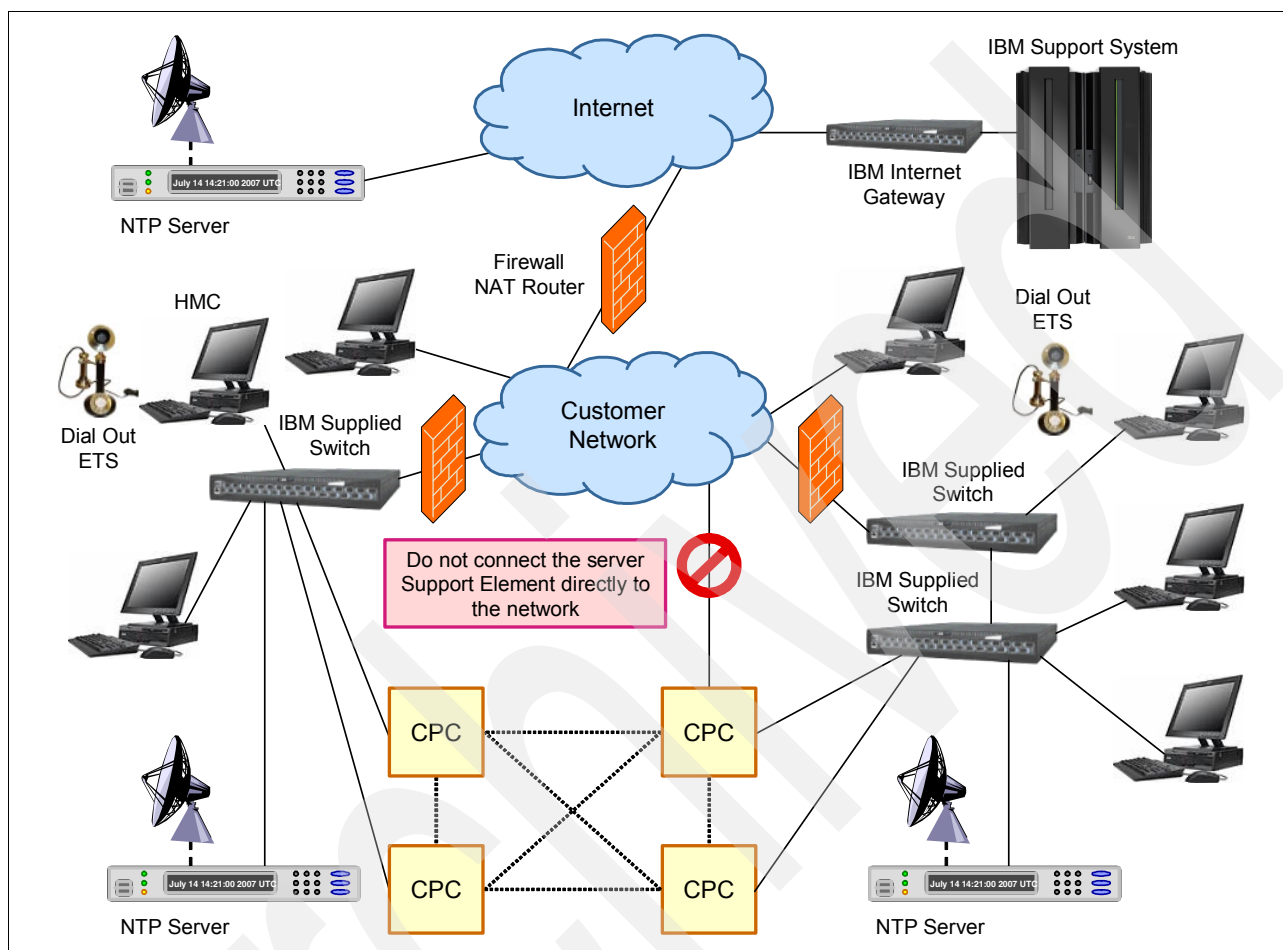 IBM Support System
Internet
IBM Internet
Gateway
July 14 14:21:00 2007 UTC
NTP Server
Firewall
NAT Router
HMC
Dial Out
ETS
Dial Out
ETS
IBM Supplied
Switch
Customer
Network
IBM Supplied
Switch
Do not connect the server
Support Element directly to
the network
IBM Supplied
Switch
CPC
CPC
CPC
CPC
July 14 14:21:00 2007 UTC
NTP Server
July 14 14:21:00 2007 UTC
NTP Server
Archived